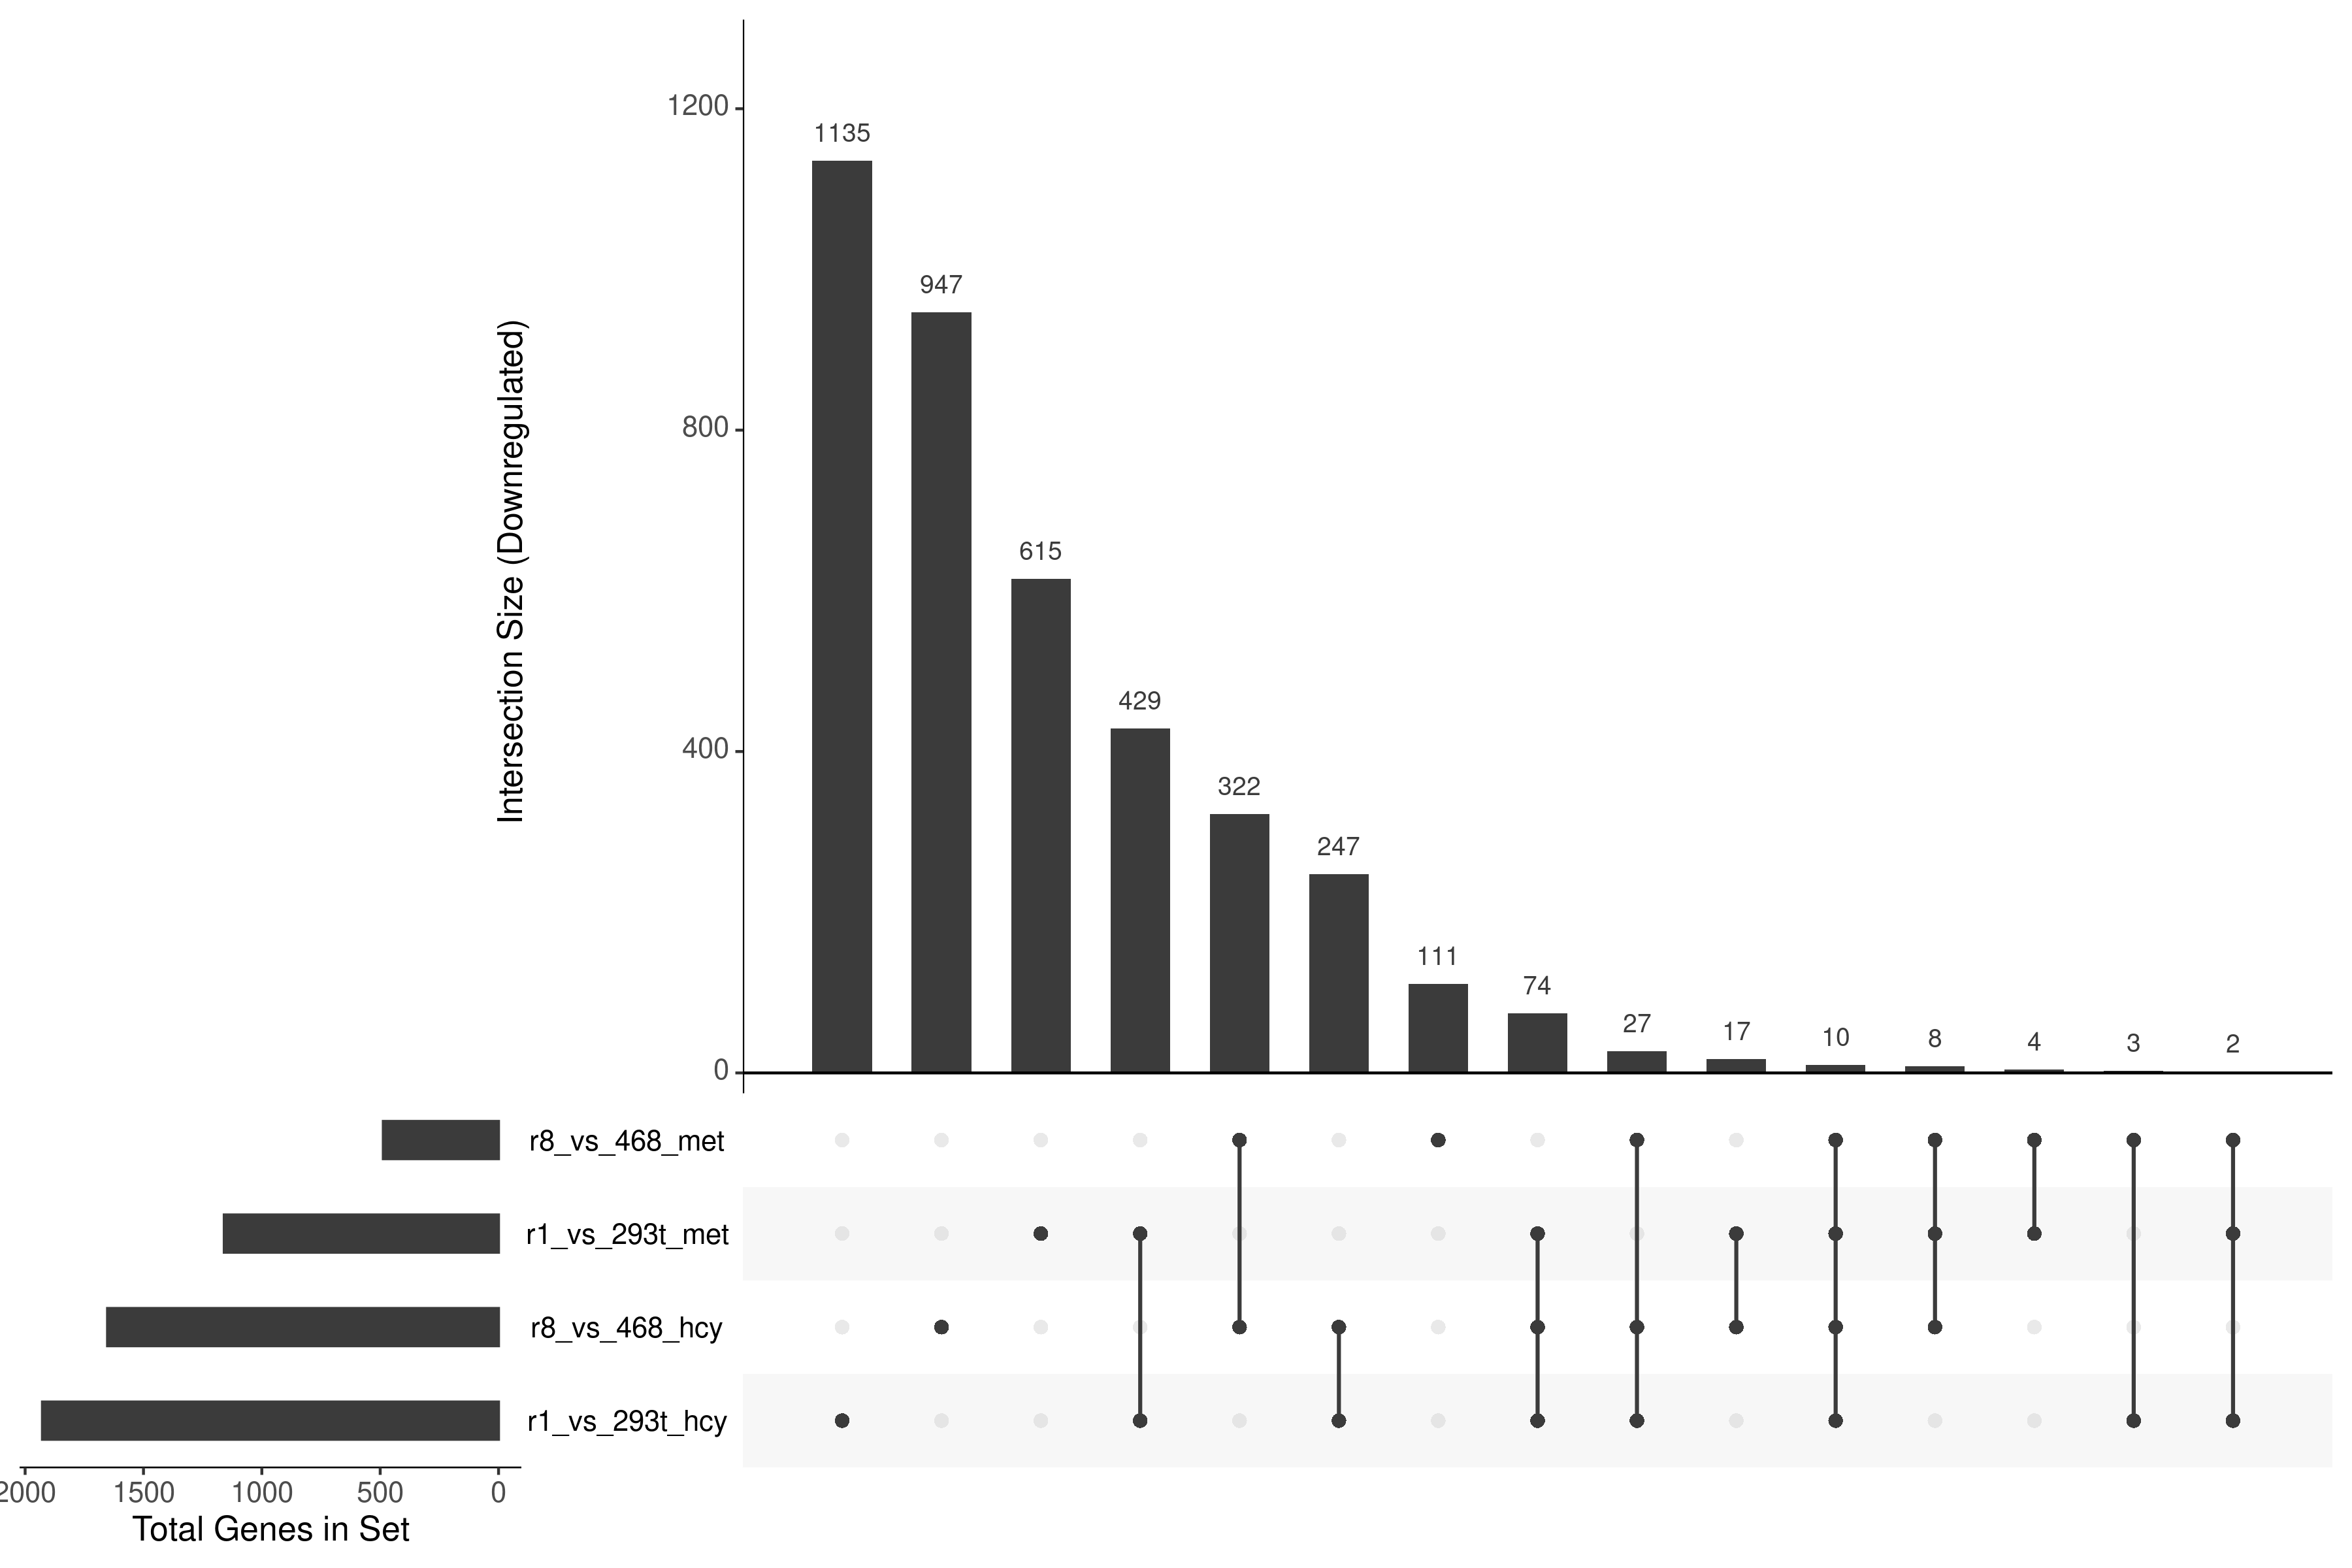 Intersection Size (Downregulated)
1200
800
400
0
1135
947
615
429
322
247
111
74
27
17
10
8
4
3
2
r8_vs_468_met
r1_vs_293t_met
r8_vs_468_hcy
r1_vs_293t_hcy
2000 1500 1000 500 0
Total Genes in Set